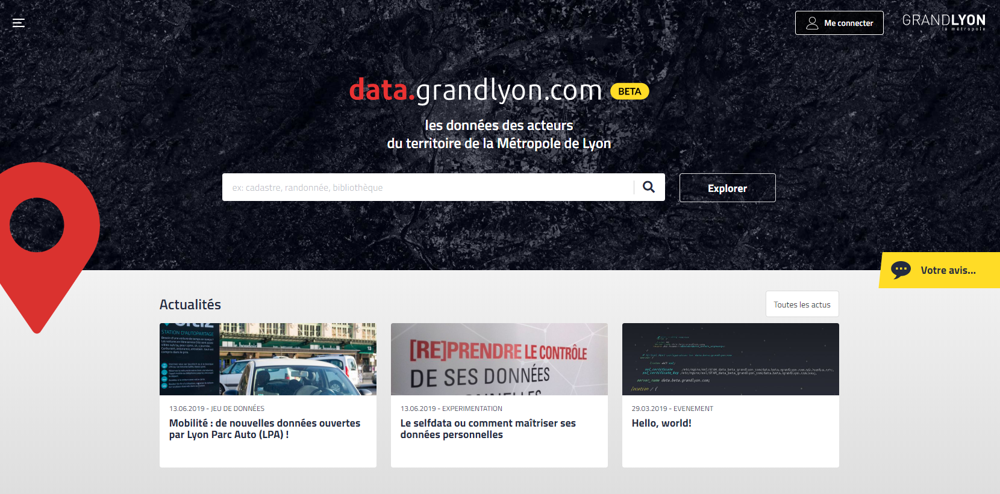 Me connecter
GRANDLYON
la métropole
data.grandlyon.com BETA
les données des acteurs
du territoire de la Métropole de Lyon
ex: cadastre, randonnée, bibliothèque
Explorer
Votre avis...
Actualités
Toutes les actus
STATION D'AUTOPARTAGE
le boudoir
13
13.06.2019 - JEU DE DONNÉES
Mobilité : de nouvelles données ouvertes
par Lyon Parc Auto (LPA) !
[RE]PRENDRE LE CONTRÔLE
DE SES DONNÉES
13.06.2019 - EXPERIMENTATION
Le selfdata ou comment maîtriser ses
données personnelles
server_name data.beta.grandlyon.com;
location / {
29.03.2019 - EVENEMENT
Hello, world!